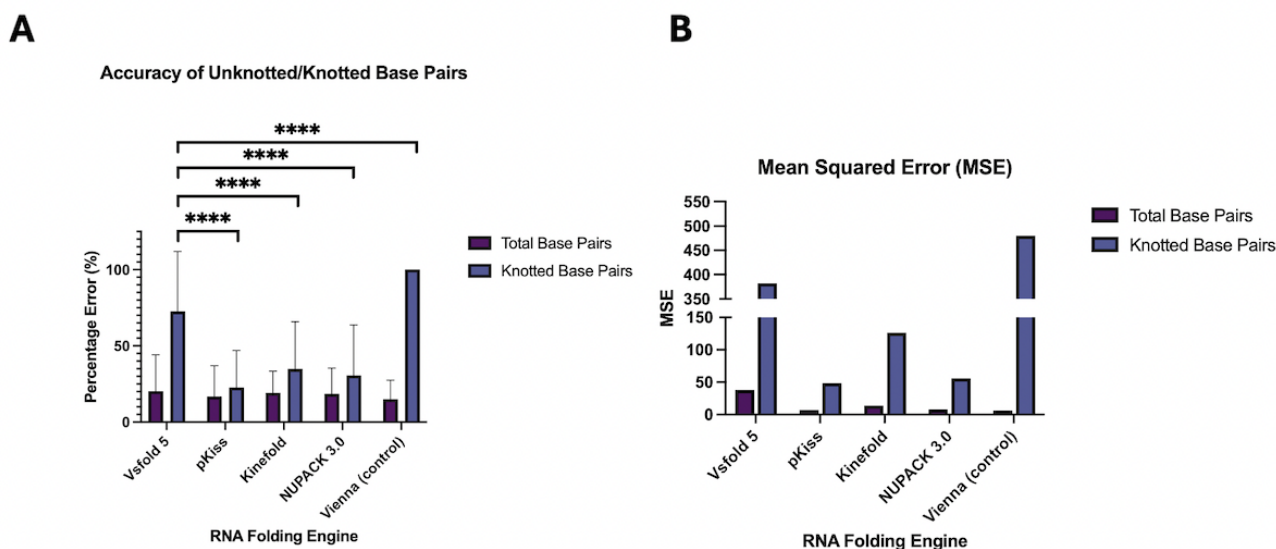 A
Accuracy of Unknotted/Knotted Base Pairs
****
****
****
****
Percentage Error (%)
100
50
0
Vsfold 5
pKiss
Kinefold
NUPACK 3.0
Vienna (control)
RNA Folding Engine
Total Base Pairs
Knotted Base Pairs
B
Mean Squared Error (MSE)
MSE
550
500
450
400
350
150
100
50
0
Vsfold 5
pKiss
Kinefold
NUPACK 3.0
Vienna (control)
RNA Folding Engine
Total Base Pairs
Knotted Base Pairs